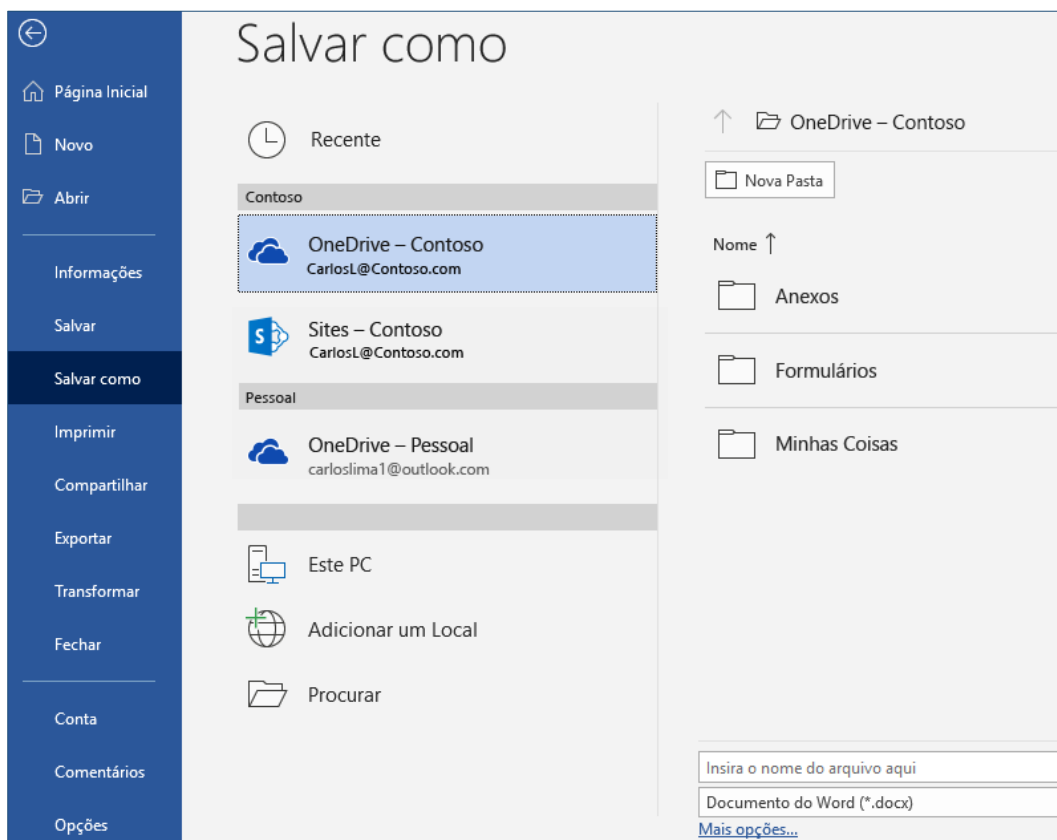 Salvar como
Página Inicial
Novo
Abrir
Informações
Salvar
Salvar como
Imprimir
Compartilhar
Exportar
Transformar
Fechar
Conta
Comentários
Opções
Recente
Contoso
OneDrive – Contoso
CarlosL@Contoso.com
S
Sites – Contoso
CarlosL@Contoso.com
Pessoal
OneDrive – Pessoal
carloslima1@outlook.com
Este PC
Adicionar um Local
Procurar
OneDrive – Contoso
Nova Pasta
Nome ↑
Anexos
Formulários
Minhas Coisas
Insira o nome do arquivo aqui
Documento do Word (*.docx)
Mais opções...